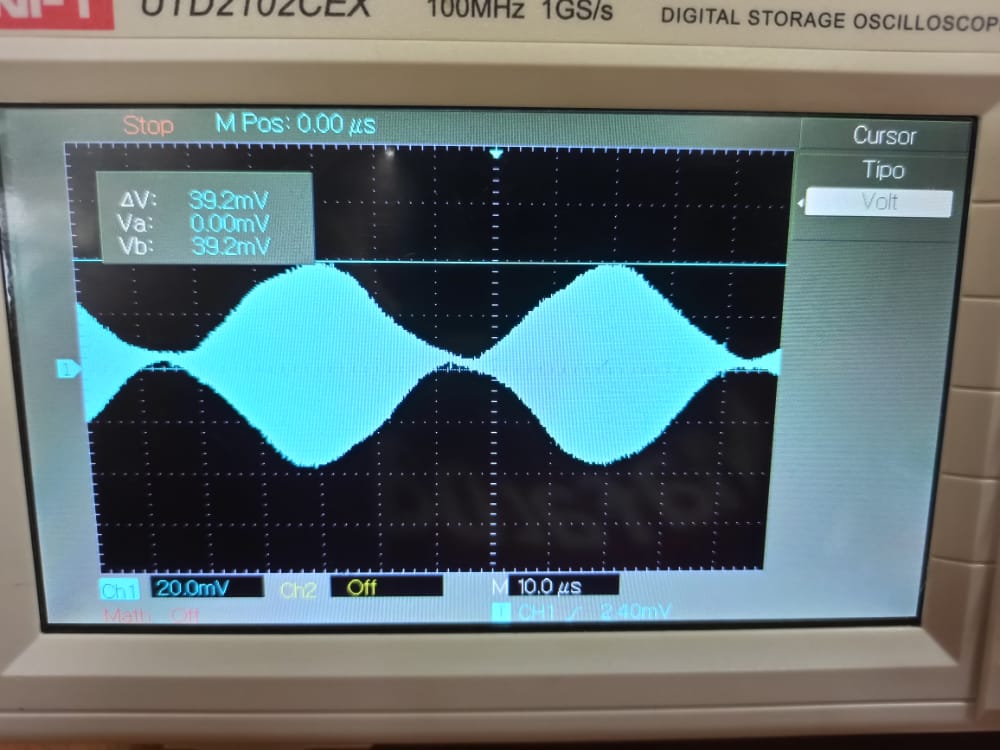 UTD2102CEX 100MHz 1GS/s DIGITAL STORAGE OSCILLOSCOP
Stop M Pos: 0.00 µs
Cursor
Tipo
Volt
ΔV: 39.2mV
Va: 0.00mV
Vb: 39.2mV
1
Ch1 20.0mV Ch2 Off M 10.0 µs
Math Off CH1 2.40mV